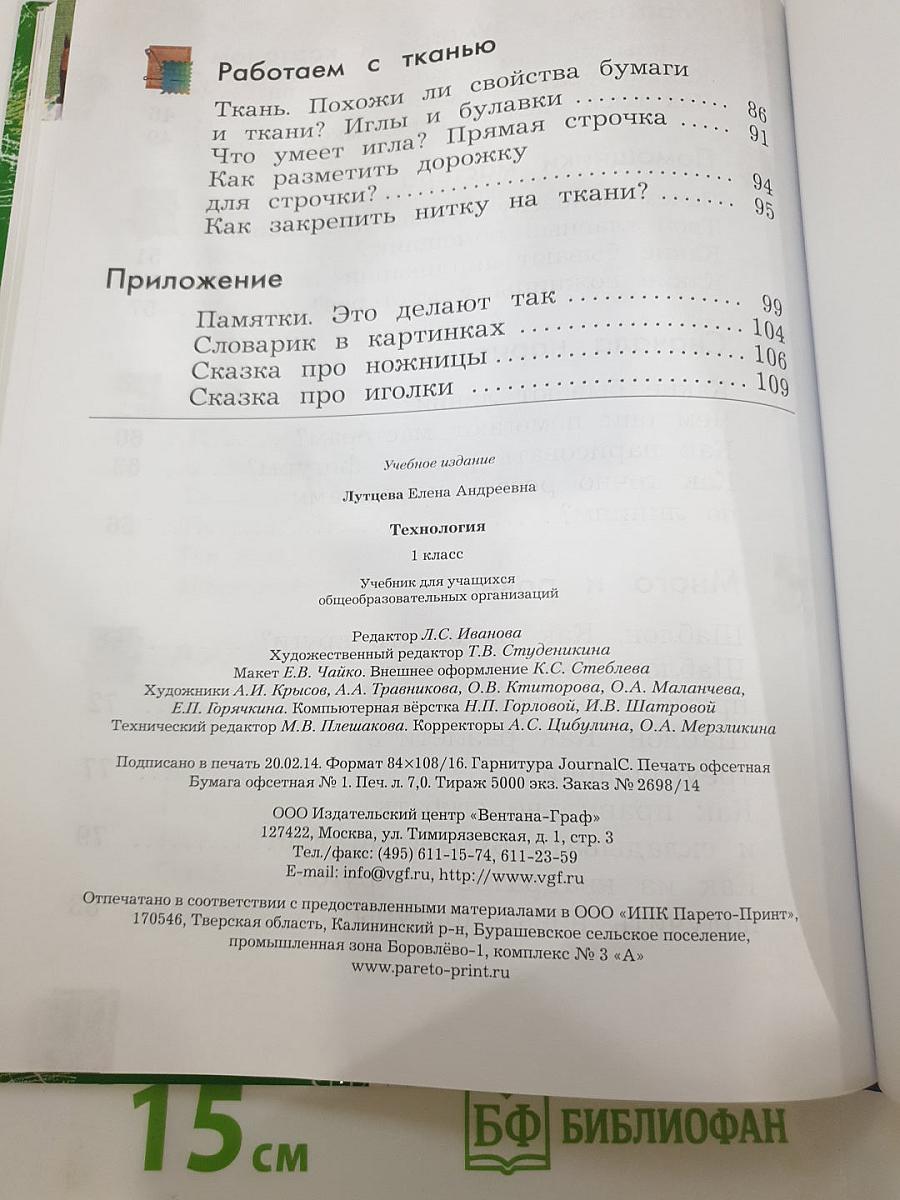 Работаем с тканью
Ткань. Похожи ли свойства бумаги
и ткани? Иглы и булавки .............. 86
Что умеет игла? Прямая строчка ..... 91
Как разметить дорожку
для строчки? ............................... 94
Как закрепить нитку на ткани? ....... 95
Приложение
Памятки. Это делают так ............... 99
Словарик в картинках .................... 104
Сказка про ножницы ...................... 106
Сказка про иголки ......................... 109
Учебное издание
Лутцева Елена Андреевна
Технология
1 класс
Учебник для учащихся
общеобразовательных организаций
Редактор Л.С. Иванова
Художественный редактор Т.В. Студеникина
Макет Е.В. Чайко. Внешнее оформление К.С. Стеблева
Художники А.И. Крысов, А.А. Травникова, О.В. Ктиторова, О.А. Маланчева,
Е.П. Горячкина. Компьютерная вёрстка Н.П. Горловой, И.В. Шатровой
Технический редактор М.В. Плешакова. Корректоры А.С. Цибулина, О.А. Мерзликина
Подписано в печать 20.02.14. Формат 84×108/16. Гарнитура JournalC. Печать офсетная
Бумага офсетная № 1. Печ. л. 7,0. Тираж 5000 экз. Заказ № 2698/14
ООО Издательский центр «Вентана-Граф»
127422, Москва, ул. Тимирязевская, д. 1, стр. 3
Тел./факс: (495) 611-15-74, 611-23-59
E-mail: info@vgf.ru, http://www.vgf.ru
Отпечатано в соответствии с предоставленными материалами в ООО «ИПК Парето-Принт»,
170546, Тверская область, Калининский р-н, Бурашевское сельское поселение,
промышленная зона Боровлёво-1, комплекс № 3 «А»
www.pareto-print.ru
15 см
БФ БИБЛИОФАН